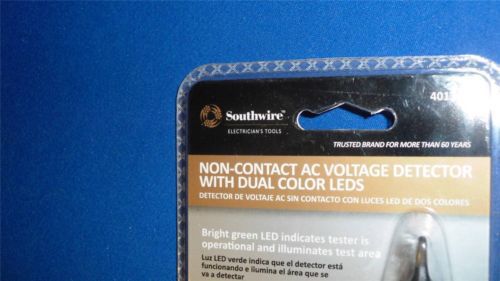 Southwire™
ELECTRICIAN'S TOOLS
TRUSTED BRAND FOR MORE THAN 60 YEARS
NON-CONTACT AC VOLTAGE DETECTOR
WITH DUAL COLOR LEDS
DETECTOR DE VOLTAJE AC SIN CONTACTO CON LUCES LED DE DOS COLORES
Bright green LED indicates tester is
operational and illuminates test area
Luz LED verde indica que el detector está
funcionando e ilumina el área que se
va a detectar